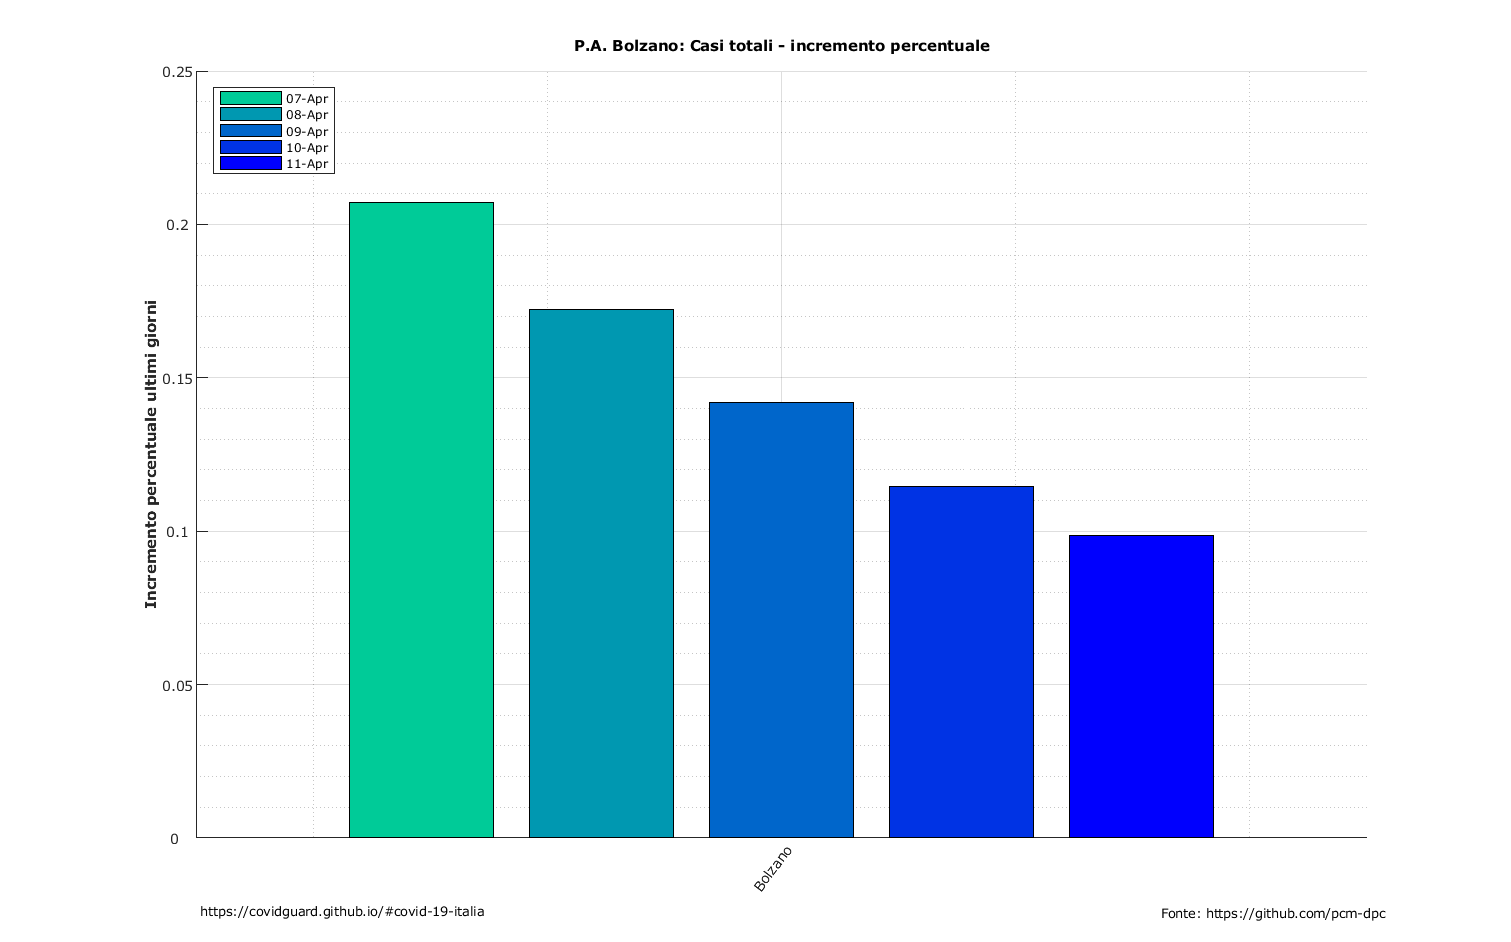 P.A. Bolzano: Casi totali - incremento percentuale
Incremento percentuale ultimi giorni
0.25
0.2
0.15
0.1
0.05
0
07-Apr
08-Apr
09-Apr
10-Apr
11-Apr
Bolzano
https://covidguard.github.io/#covid-19-italia
Fonte: https://github.com/pcm-dpc